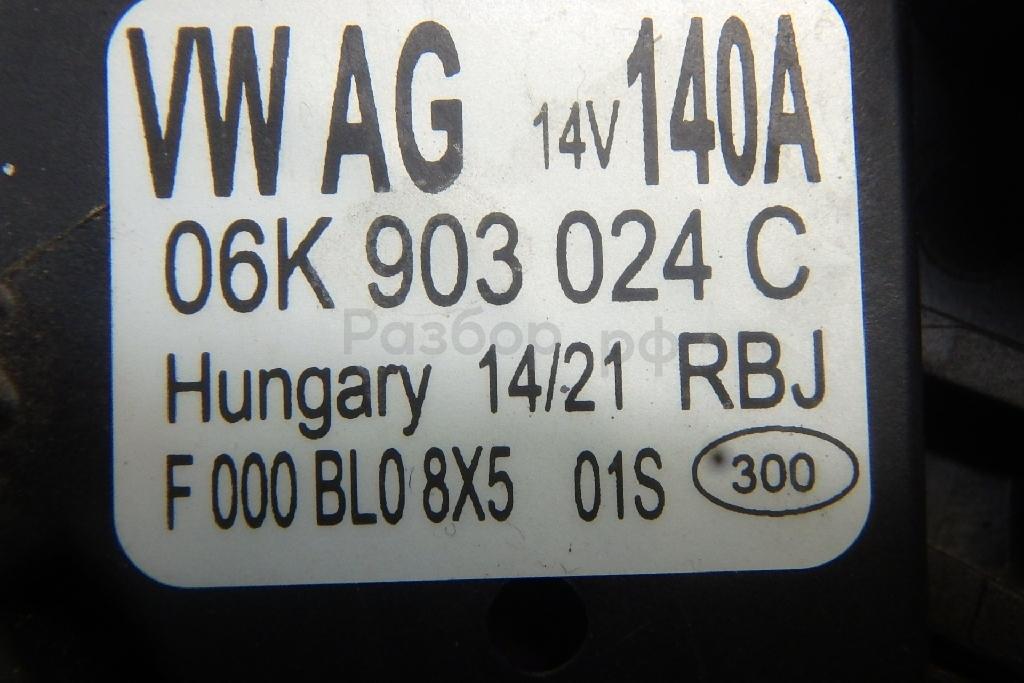 VW AG 14V 140A
06K 903 024 C
Разбор.рф
Hungary 14/21 RBJ
F 000 BL0 8X5 01S 300